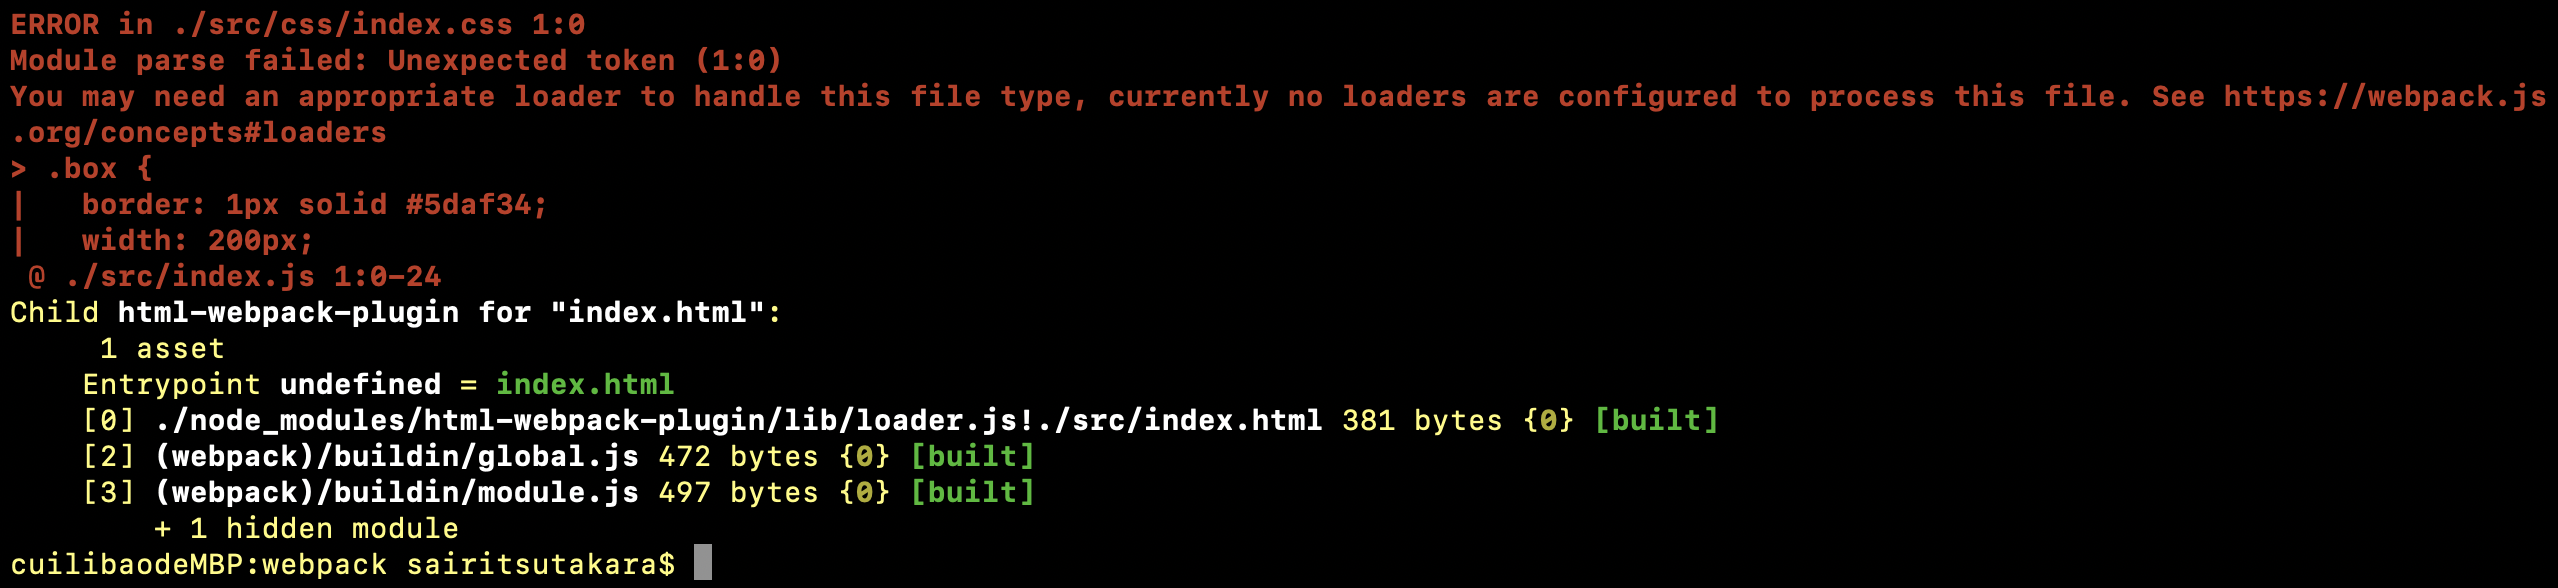 ERROR in ./src/css/index.css 1:0
Module parse failed: Unexpected token (1:0)
You may need an appropriate loader to handle this file type, currently no loaders are configured to process this file. See https://webpack.js
.org/concepts#loaders
> .box {
|   border: 1px solid #5daf34;
|   width: 200px;
 @ ./src/index.js 1:0-24
Child html-webpack-plugin for "index.html":
     1 asset
    Entrypoint undefined = index.html
    [0] ./node_modules/html-webpack-plugin/lib/loader.js!./src/index.html 381 bytes {0} [built]
    [2] (webpack)/buildin/global.js 472 bytes {0} [built]
    [3] (webpack)/buildin/module.js 497 bytes {0} [built]
        + 1 hidden module
cuilibaodeMBP:webpack sairitsutakara$